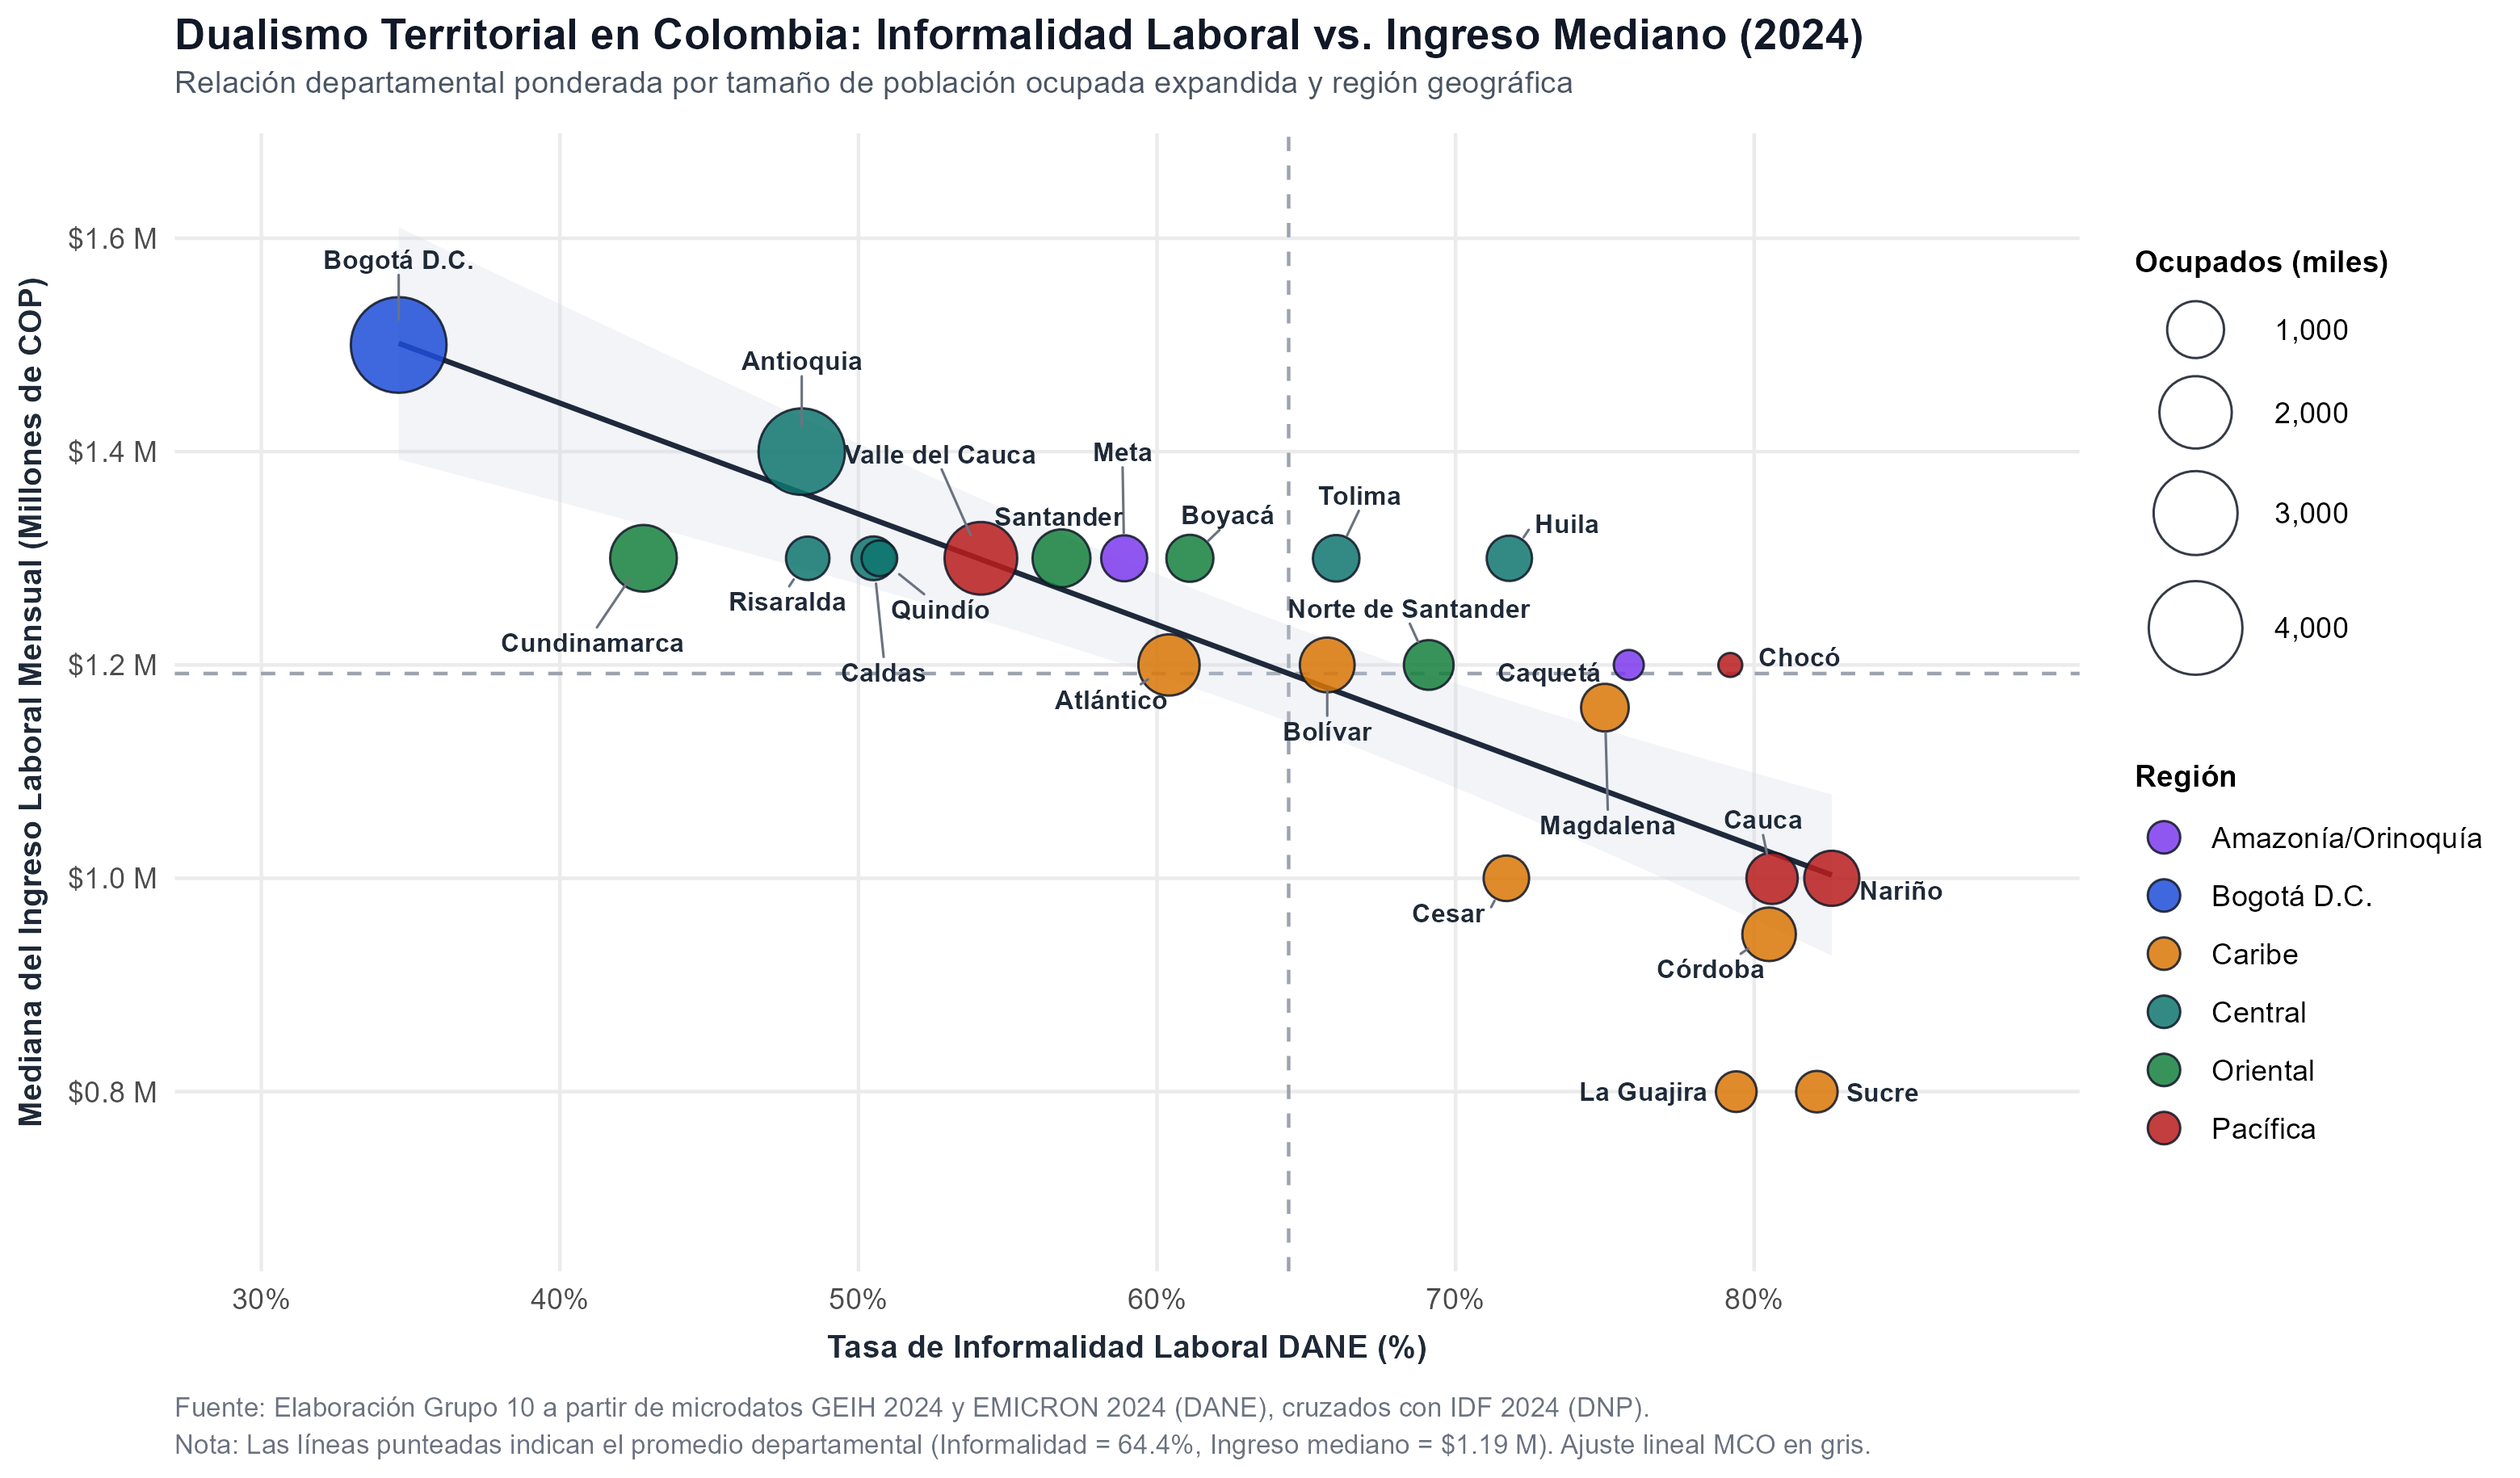 Dualismo Territorial en Colombia: Informalidad Laboral vs. Ingreso Mediano (2024)
Relación departamental ponderada por tamaño de población ocupada expandida y región geográfica
Mediana del Ingreso Laboral Mensual (Millones de COP)
$1.6 M
$1.4 M
$1.2 M
$1.0 M
$0.8 M
Bogotá D.C.
Antioquia
Valle del Cauca
Meta
Santander
Boyacá
Tolima
Huila
Risaralda
Quindío
Cundinamarca
Caldas
Norte de Santander
Atlántico
Bolívar
Caquetá
Chocó
Magdalena
Cauca
Cesar
Nariño
Córdoba
La Guajira
Sucre
30%
40%
50%
60%
70%
80%
Tasa de Informalidad Laboral DANE (%)
Ocupados (miles)
1,000
2,000
3,000
4,000
Región
Amazonía/Orinoquía
Bogotá D.C.
Caribe
Central
Oriental
Pacífica
Fuente: Elaboración Grupo 10 a partir de microdatos GEIH 2024 y EMICRON 2024 (DANE), cruzados con IDF 2024 (DNP).
Nota: Las líneas punteadas indican el promedio departamental (Informalidad = 64.4%, Ingreso mediano = $1.19 M). Ajuste lineal MCO en gris.